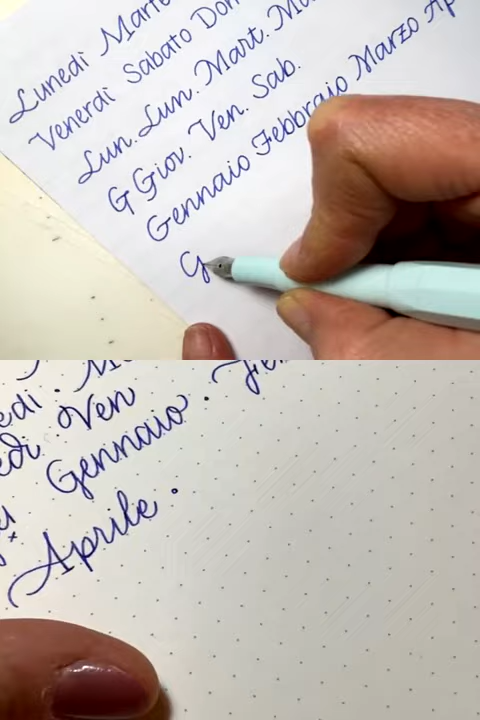 Lunedì Marte
Venerdì Sabato Dom
Lun. Lun. Mart. M
G Giov. Ven. Sab.
Gennaio Febbraio Marzo Ap
G
edì . M
edì Ven
Gennaio . Fe
Aprile .